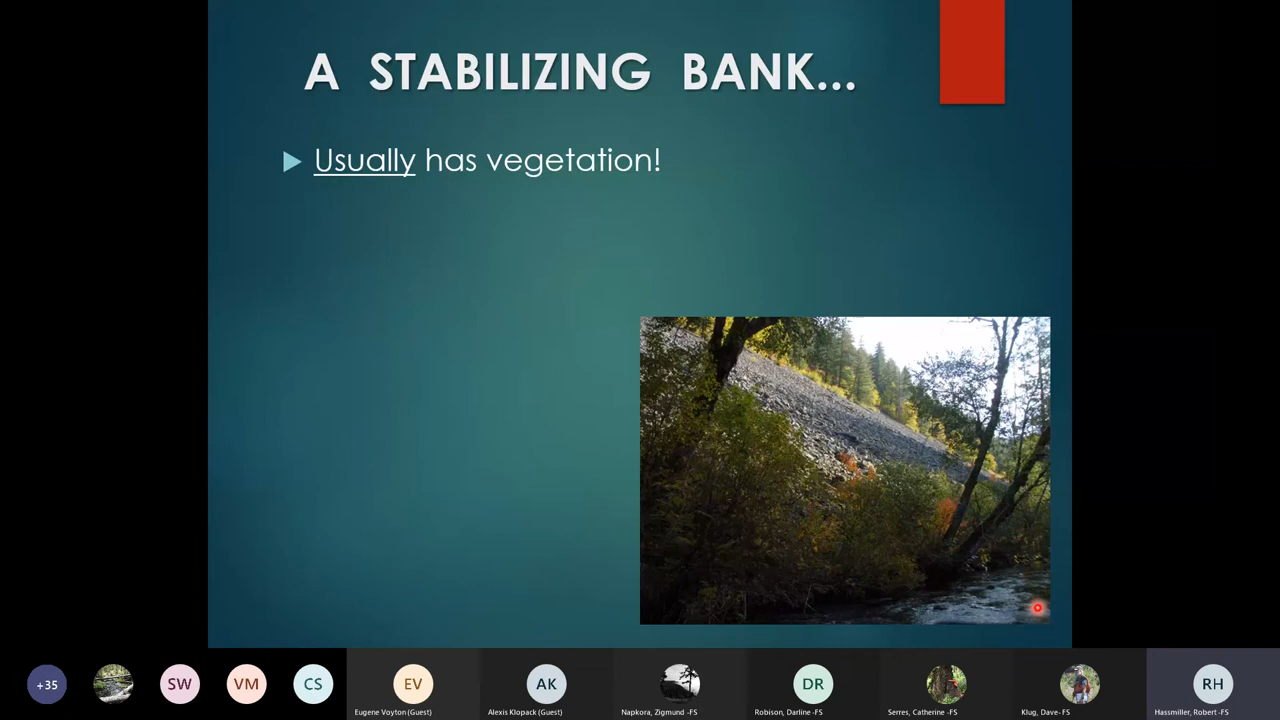 A STABILIZING BANK...
Usually has vegetation!
+35
SW
VM
CS
EV
AK
DR
RH
Eugene Voyton (Guest)
Alexis Klopack (Guest)
Napkora, Zigmund -FS
Robison, Darline -FS
Serres, Catherine -FS
Klug, Dave- FS
Hassmiller, Robert -FS